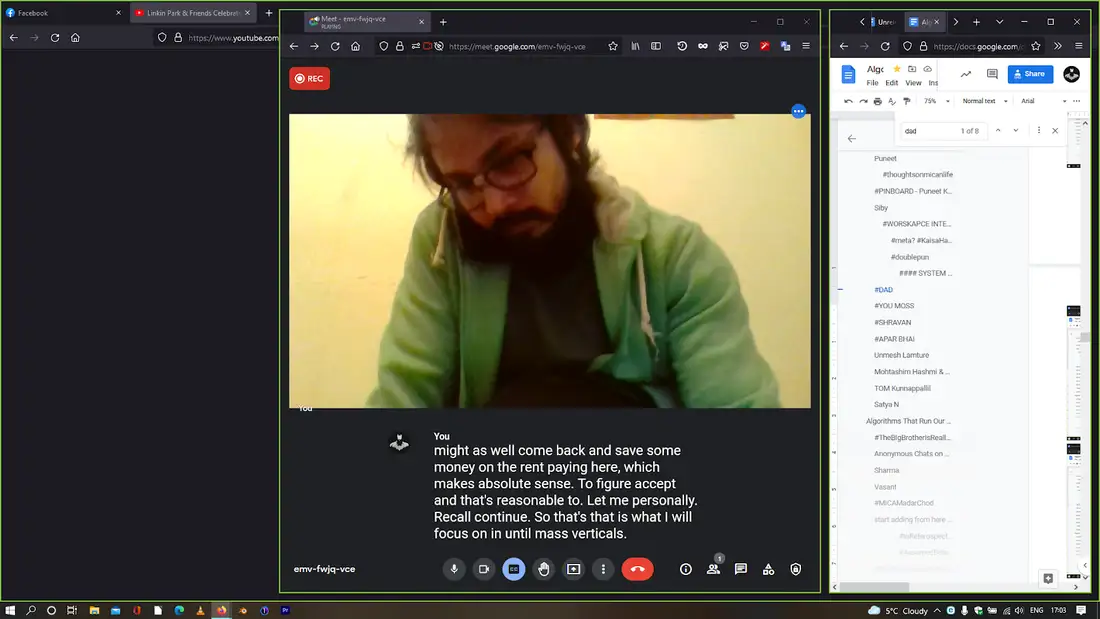 Facebook
Linkin Park & Friends Celebrat
https://www.youtube.com
Meet - emv-fwjq-vce
PLAYING
https://meet.google.com/emv-fwjq-vce
REC
You
You
might as well come back and save some
money on the rent paying here, which
makes absolute sense. To figure accept
and that's reasonable to. Let me personally.
Recall continue. So that's that is what I will
focus on in until mass verticals.
emv-fwjq-vce
1
Alg
https://docs.google.com/
Algo
File Edit View Ins
Share
75% Normal text Arial
dad 1 of 8
Puneet
#thoughtsonmicanlife
#PINBOARD - Puneet K...
Siby
#WORSKAPCE INTE...
#meta? #KaisaHa...
#doublepun
#### SYSTEM ...
#DAD
#YOU MOSS
#SHRAVAN
#APAR BHAI
Unmesh Lamture
Mohtashim Hashmi & ...
TOM Kunnappallil
Satya N
Algorithms That Run Our ...
#TheBigBrotherisReall...
Anonymous Chats on ...
Sharma
Vasant
#MICAMadarChod
start adding from here ...
5°C Cloudy
ENG
17:03